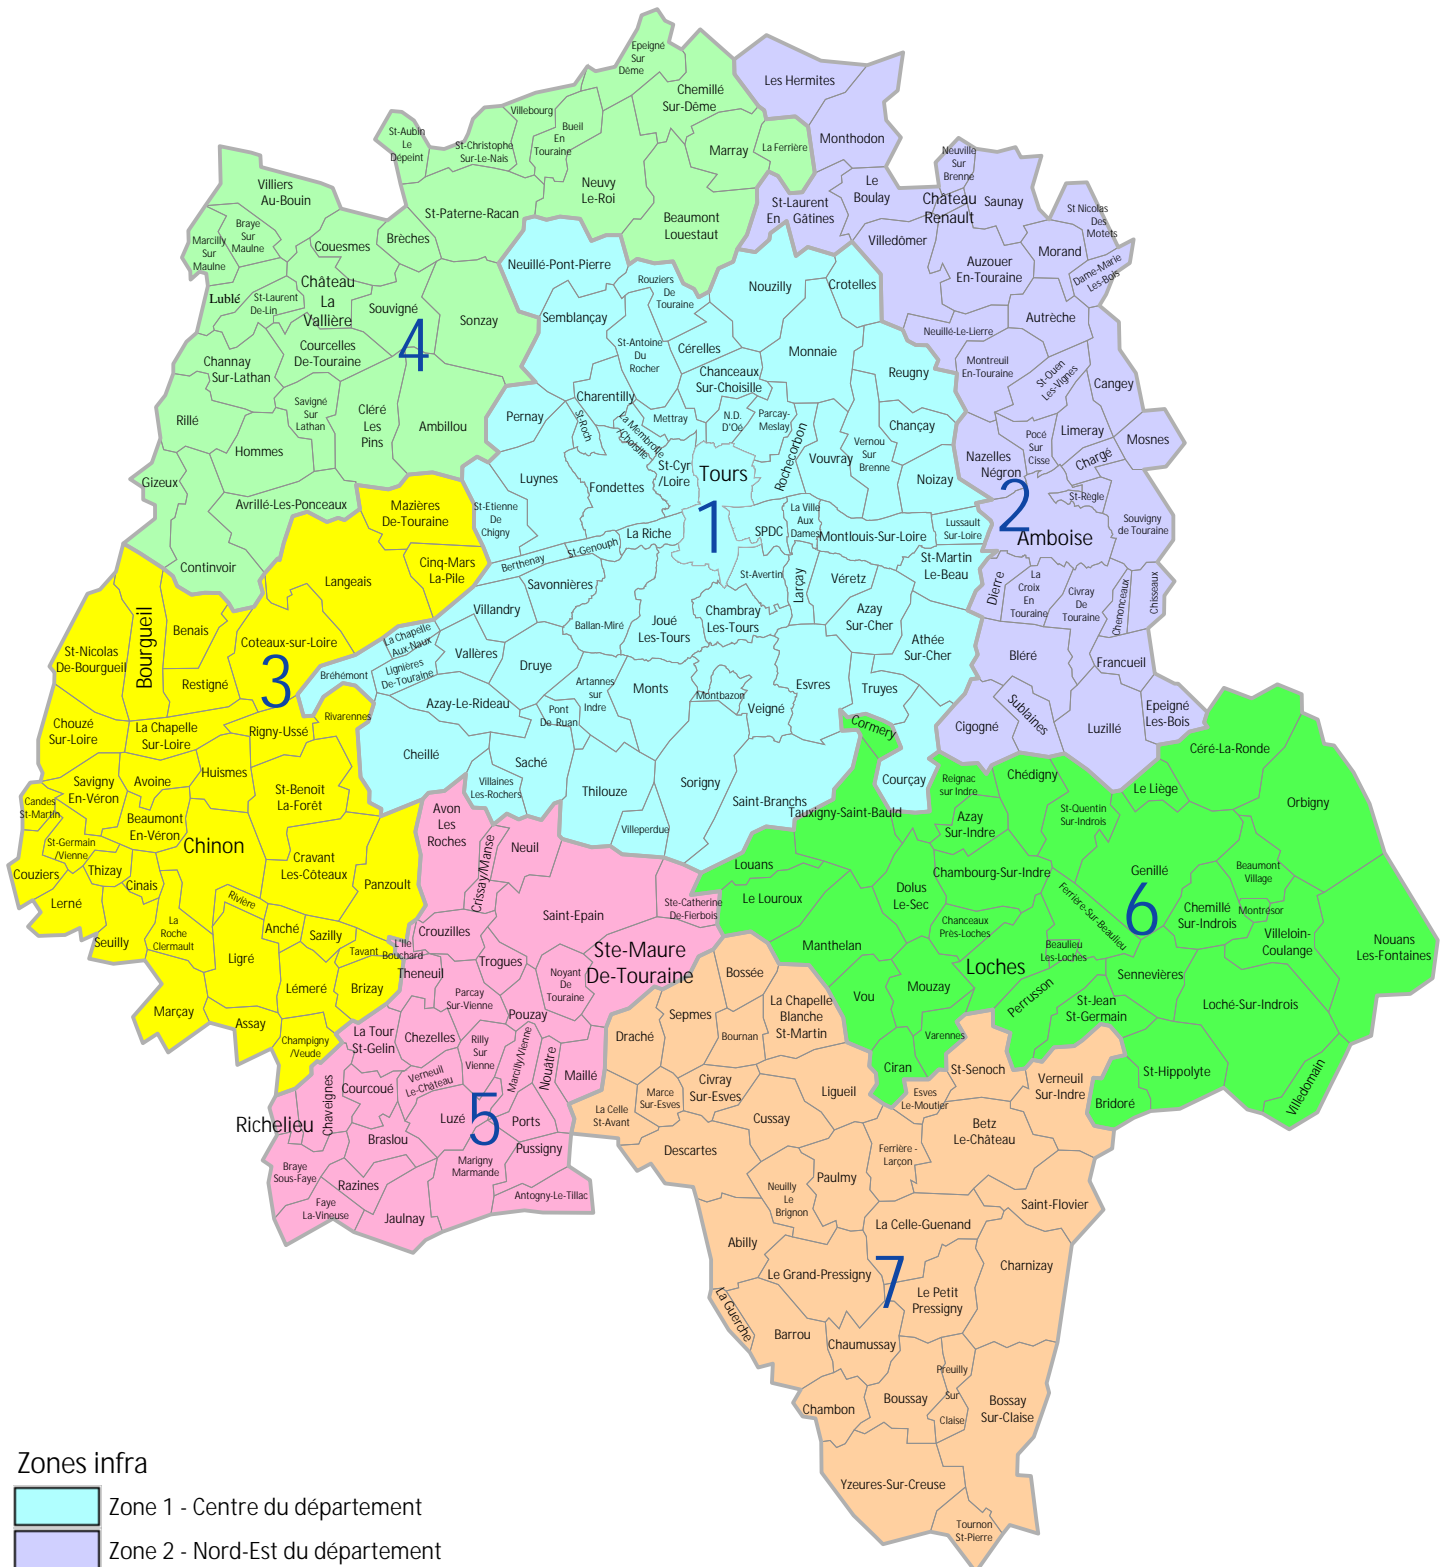 Epeigné
Sur
Dême
Chemillé
Sur-Dême
Villebourg
Bueil
En
Touraine
St-Aubin
Le
Dépeint
St-Christophe
Sur-Le-Nais
Marray
La Ferrière
Neuvy
Le-Roi
Beaumont
Louestaut
St-Paterne-Racan
Villiers
Au-Bouin
Braye
Sur
Maulne
Marcilly
Sur
Maulne
Couesmes
Brèches
Château
La
Vallière
Lublé
St-Laurent
De-Lin
Souvigné
Sonzay
4
Courcelles
De-Touraine
Channay
Sur-Lathan
Rillé
Savigné
Sur
Lathan
Cléré
Les
Pins
Ambillou
Hommes
Gizeux
Avrillé-Les-Ponceaux
Continvoir
Les Hermites
Monthodon
Le
Boulay
St-Laurent
En Gâtines
Neuville
Sur
Brenne
Château
Renault
Saunay
St Nicolas
Des
Motets
Villedômer
Auzouer
En-Touraine
Morand
Dame-Marie
Les-Bois
Autrèche
Neuillé-Le-Lierre
Montreuil
En-Touraine
St-Ouen
Les-Vignes
Cangey
Limeray
Mosnes
Pocé
Sur
Cisse
Chargé
Nazelles
Négron
2
St-Règle
Amboise
Souvigny
de Touraine
Dierre
La
Croix
En
Touraine
Civray
De
Touraine
Chenonceaux
Chisseaux
Bléré
Francueil
Sublaines
Luzillé
Epeigné
Les-Bois
Cigogné
Neuillé-Pont-Pierre
Rouziers
De
Touraine
Nouzilly
Crotelles
Semblançay
St-Antoine
Du
Rocher
Cérelles
Monnaie
Chanceaux
Sur-Choisille
Reugny
Charentilly
Pernay
St-Roch
La Membrolle
/Choisille
Mettray
N.D.
D'Oé
Parcay-
Meslay
Rochecorbon
Vouvray
Vernou
Sur
Brenne
Chançay
Noizay
Luynes
Fondettes
St-Cyr
/Loire
Tours
1
St-Etienne
De
Chigny
La Riche
SPDC
La Ville
Aux
Dames
Montlouis-Sur-Loire
Lussault
Sur-Loire
St-Martin
Le-Beau
Berthenay
St-Genouph
Savonnières
St-Avertin
Larçay
Véretz
Azay
Sur-Cher
Villandry
Ballan-Miré
Joué
Les-Tours
Chambray
Les-Tours
Athée
Sur-Cher
La Chapelle
Aux-Naux
Vallères
Lignières
De-Touraine
Bréhémont
Druye
Artannes
sur
Indre
Monts
Montbazon
Veigné
Esvres
Truyes
Azay-Le-Rideau
Pont
De Ruan
Cheillé
Saché
Villaines
Les-Rochers
Thilouze
Sorigny
Saint-Branchs
Villeperdue
Courçay
Mazières
De-Touraine
Cinq-Mars
La-Pile
Langeais
Bourgueil
Benais
St-Nicolas
De-Bourgueil
Restigné
Coteaux-sur-Loire
3
Rivarennes
Chouzé
Sur-Loire
La Chapelle
Sur-Loire
Rigny-Ussé
Huismes
Savigny
En-Véron
Avoine
Candes
St-Martin
Beaumont
En-Véron
St-Benoît
La-Forêt
St-Germain
/Vienne
Chinon
Couziers
Thizay
Cinais
Cravant
Les-Côteaux
Panzoult
Lerné
Rivière
Seuilly
La
Roche
Clermault
Anché
Sazilly
Tavant
Ligré
Lémeré
Brizay
Marçay
Assay
Champigny
/Veude
Avon
Les
Roches
Crissay/Manse
Neuil
Saint-Epain
Ste-Catherine
De-Fierbois
Crouzilles
L'Ile
Bouchard
Ste-Maure
De-Touraine
Theneuil
Trogues
Noyant
De
Touraine
Parcay
Sur-Vienne
Pouzay
La Tour
St-Gelin
Chezelles
Rilly
Sur
Vienne
Marcilly/Vienne
Nouâtre
Maillé
Courcoué
Verneuil
Le-Château
Chaveignes
Richelieu
Luzé
5
Ports
Braslou
Pussigny
Marigny
Marmande
Braye
Sous-Faye
Razines
Antogny-Le-Tillac
Faye
La-Vineuse
Jaulnay
Cormery
Tauxigny-Saint-Bauld
Reignac
sur Indre
Chédigny
Céré-La-Ronde
Le Liège
Orbigny
Azay
Sur-Indre
St-Quentin
Sur-Indrois
Louans
Le Louroux
Dolus
Le-Sec
Chambourg-Sur-Indre
Genillé
Beaumont
Village
Ferrière-Sur-Beaulieu
6
Chemillé
Sur-Indrois
Montrésor
Chanceaux
Près-Loches
Manthelan
Beaulieu
Les-Loches
Villeloin-
Coulange
Nouans
Les-Fontaines
Loches
Sennevières
Vou
Mouzay
Perrusson
St-Jean
St-Germain
Loché-Sur-Indrois
Varennes
Ciran
St-Hippolyte
Bridoré
Villedomain
Bossée
Sepmes
La Chapelle
Blanche
St-Martin
Draché
Bournan
St-Senoch
Verneuil
Sur-Indre
Marce
Sur-Esves
Civray
Sur-Esves
Ligueil
Esves
Le-Moutier
La Celle
St-Avant
Cussay
Betz
Le-Château
Descartes
Ferrière -
Larçon
Neuilly
Le
Brignon
Paulmy
Saint-Flovier
La Celle-Guenand
Abilly
Le Grand-Pressigny
7
Charnizay
Le Petit
Pressigny
La Guerche
Barrou
Chaumussay
Preuilly
Sur
Claise
Boussay
Bossay
Sur-Claise
Chambon
Yzeures-Sur-Creuse
Tournon
St-Pierre
Zones infra
Zone 1 - Centre du département
Zone 2 - Nord-Est du département